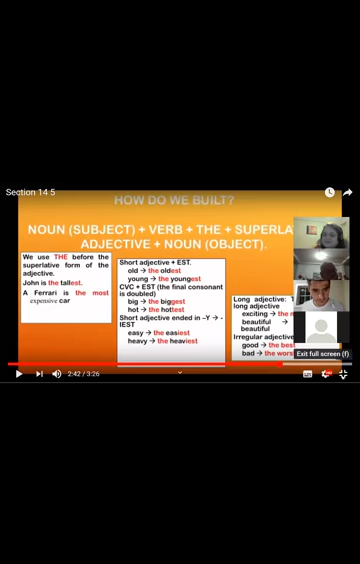 Section 14 5
HOW DO WE BUILT?
NOUN (SUBJECT) + VERB + THE + SUPERLA
ADJECTIVE + NOUN (OBJECT).
We use THE before the
superlative form of the
adjective.
John is the tallest.
A Ferrari is the most
expensive car
Short adjective + EST.
old → the oldest
young → the youngest
CVC + EST (the final consonant
is doubled)
big → the biggest
hot → the hottest
Short adjective ended in –Y → -
IEST
easy → the easiest
heavy → the heaviest
Long adjective: T
long adjective
exciting → the m
beautiful →
beautiful
Irregular adjective
good → the best
bad → the wors
Exit full screen (f)
2:42 / 3:26